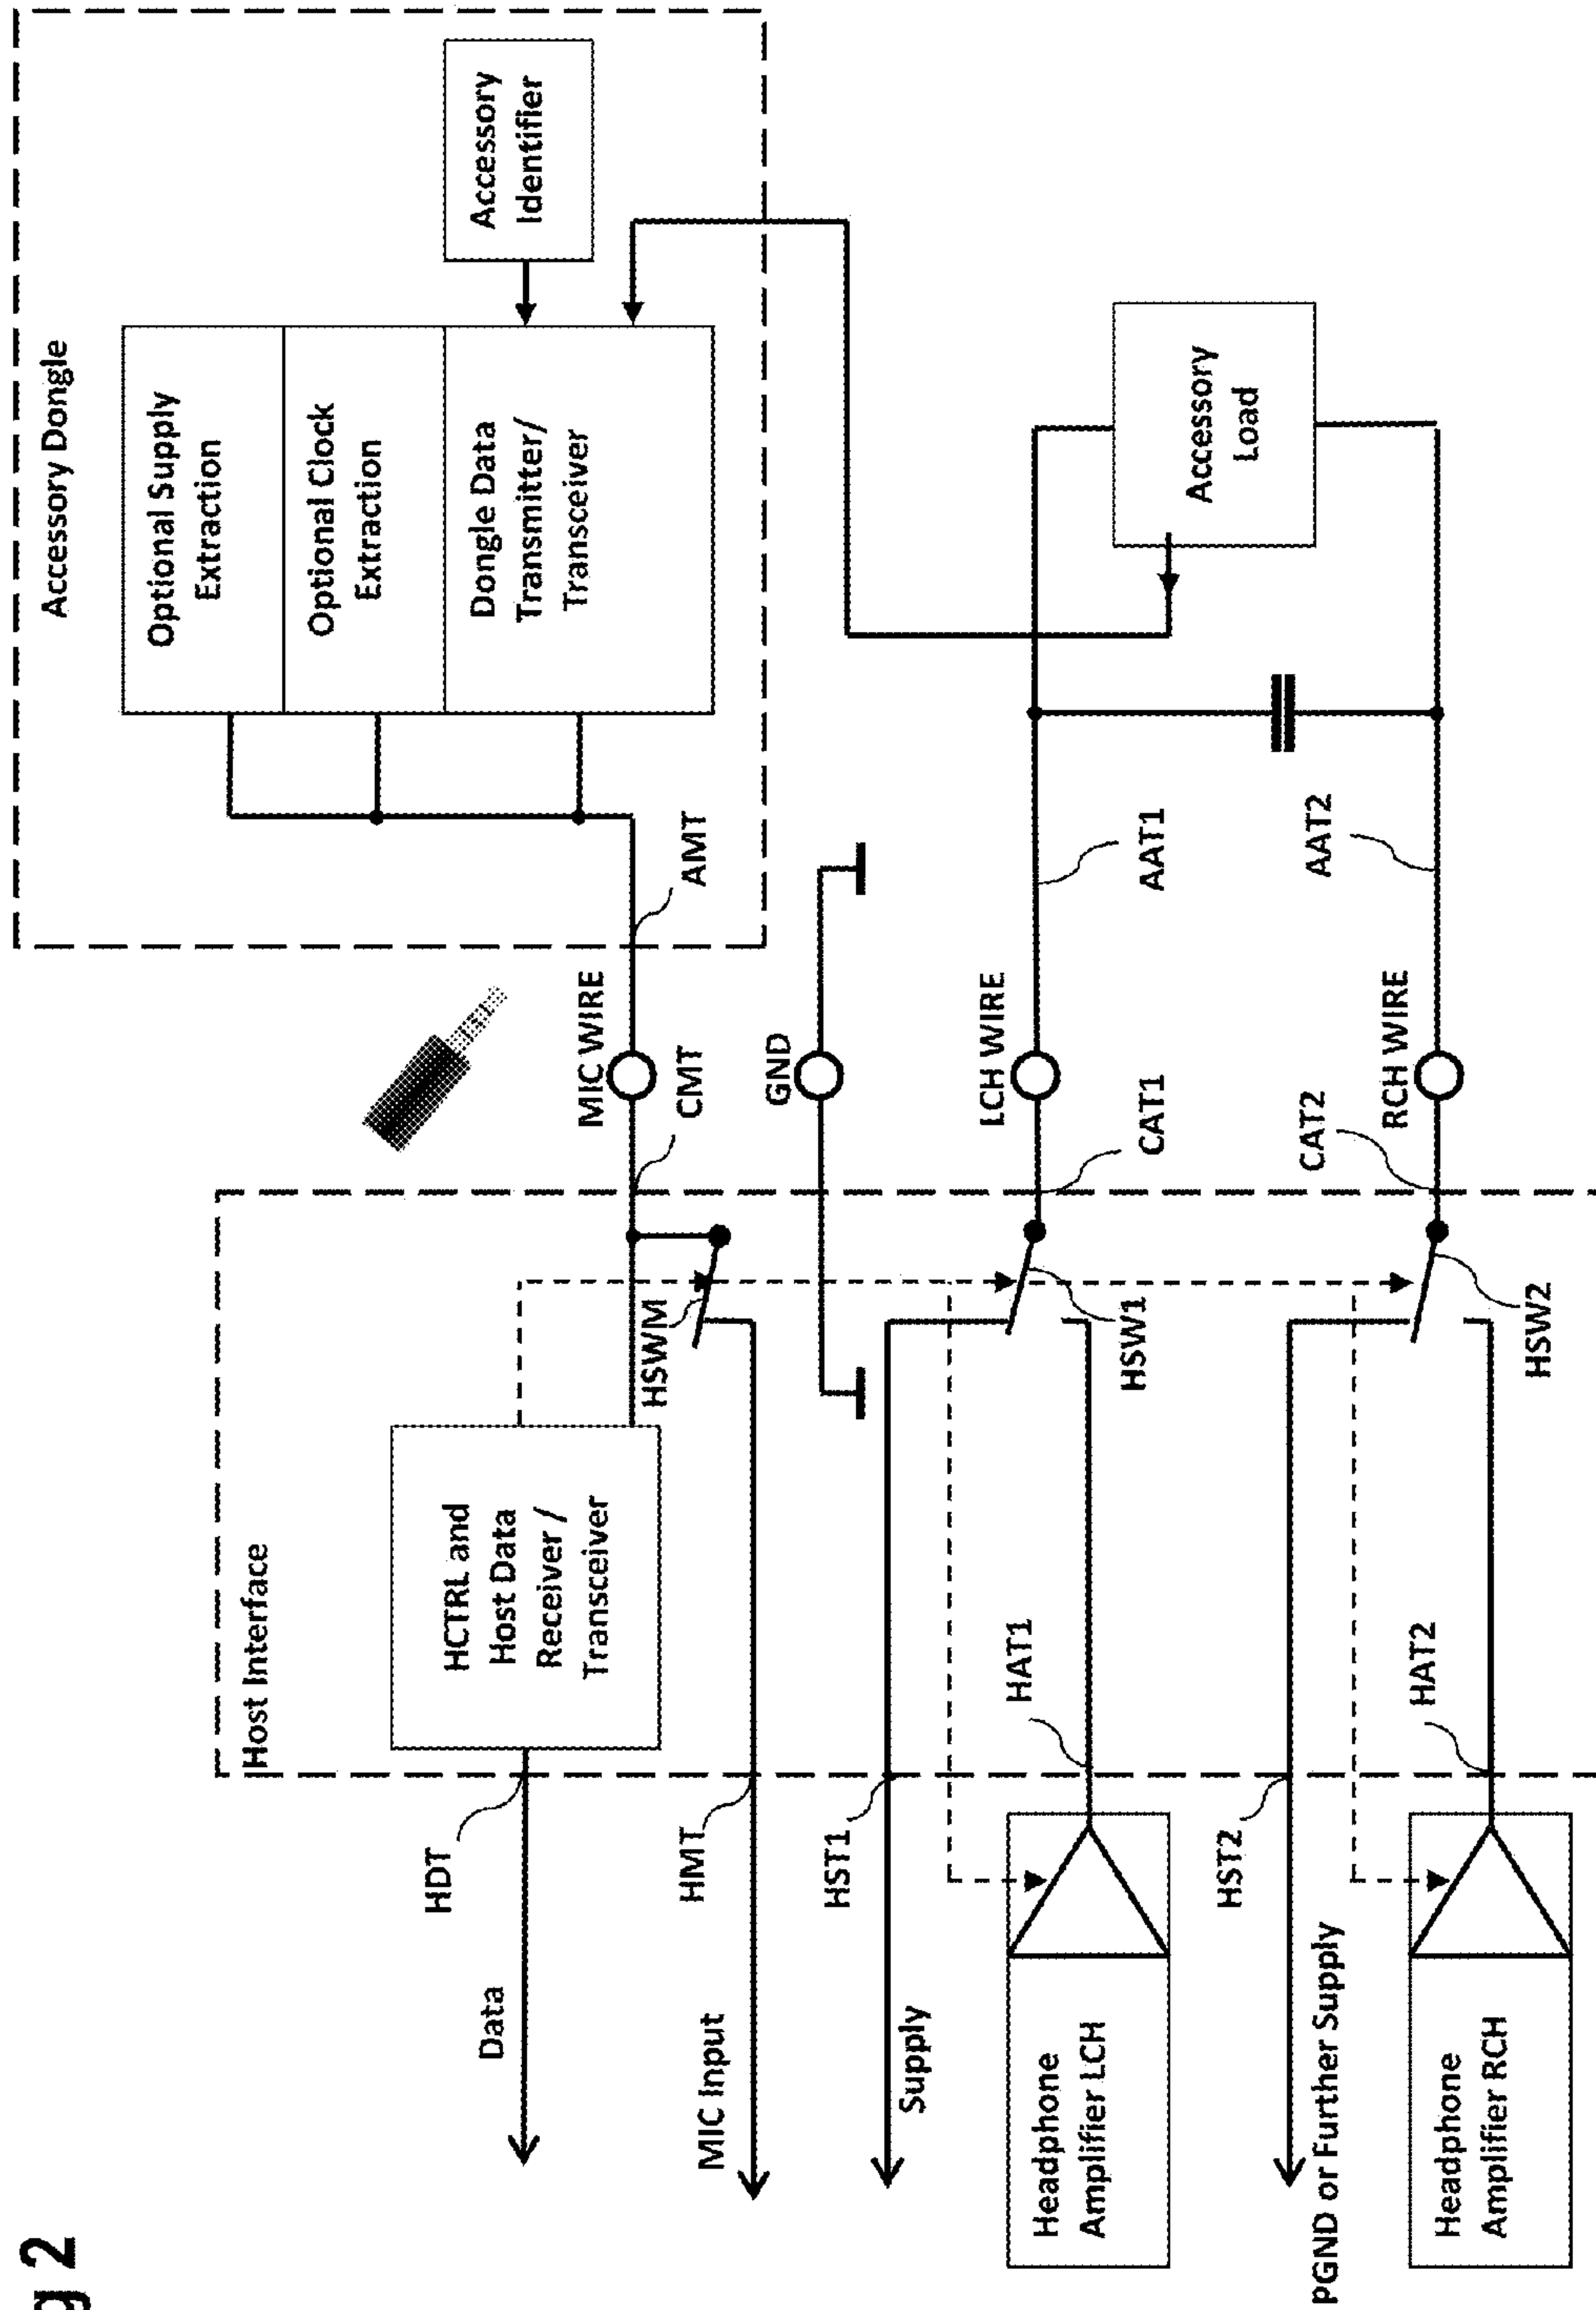 g 2
Accessory Dongle
Optional Supply
Extraction
Optional Clock
Extraction
Dongle Data
Transmitter/
Transceiver
Accessory
Identifier
Host Interface
HCTRL and
Host Data
Receiver /
Transceiver
HDT
Data
HSWM
MIC WIRE
CMT
AMT
HMT
MIC Input
GND
HST1
Supply
LCH WIRE
CAT1
AAT1
HSW1
HAT1
Headphone
Amplifier LCH
Accessory
Load
HST2
PGND or Further Supply
CAT2
RCH WIRE
AAT2
HSW2
HAT2
Headphone
Amplifier RCH